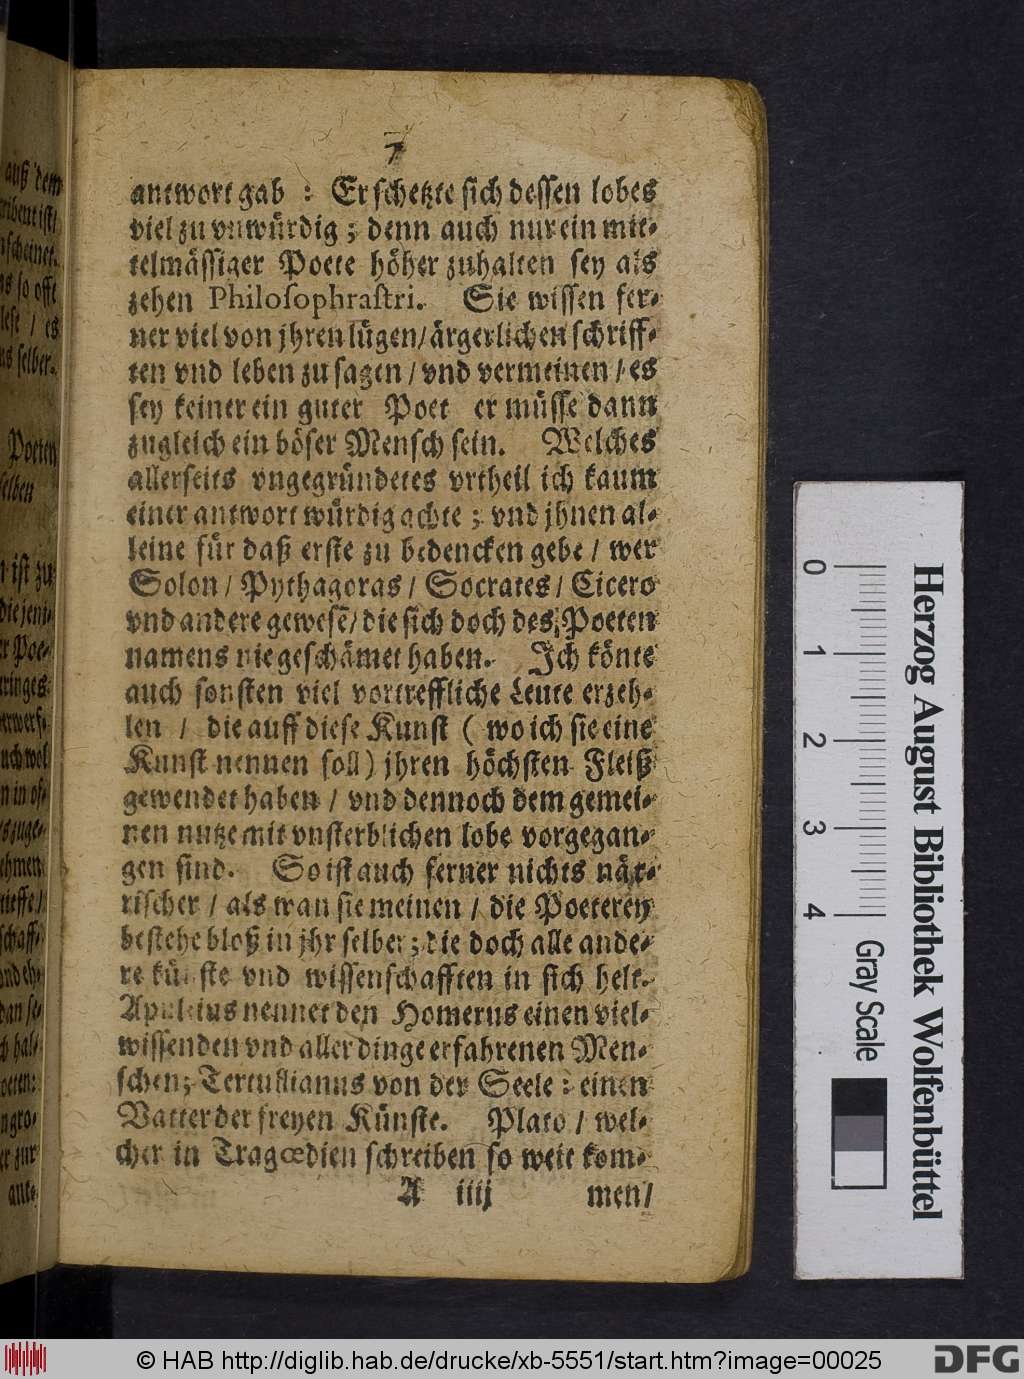 7
antwort gab : Er schetzte sich dessen lobes
viel zu vnwürdig ; denn auch nur ein mit-
telmässiger Poete höher zuhalten sey als
zehen Philosophrastri. Sie wissen fer-
ner viel von jhren lügen / ärgerlichen schriff-
ten vnd leben zu sagen / vnd vermeinen / es
sey keiner ein guter Poet er müsse dann
zugleich ein böser Mensch sein. Welches
allerseits vngegründetes vrtheil ich kaum
einer antwort würdig achte ; vnd jhnen al-
leine für daß erste zu bedencken gebe / wer
Solon / Pythagoras / Socrates / Cicero
vnd andere gewesẽ / die sich doch des Poeten
namens nie geschämet haben. Ich könte
auch sonsten viel vortreffliche Leute erzeh-
len / die auff diese Kunst ( wo ich sie eine
Kunst nennen soll ) jhren höchsten Fleiß
gewendet haben / vnd dennoch dem gemei-
nen nutze mit vnsterblichen lobe vorgegan-
gen sind. So ist auch ferner nichts när-
rischer / als wan sie meinen / die Poeterey
bestehe bloß in jhr selber ; die doch alle ande-
re künste vnd wissenschafften in sich helt.
Apuleius nennet den Homerus einen viel-
wissenden vnd aller dinge erfahrenen Men-
schen ; Tertullianus von der Seele : einen
Vatter der freyen Künste. Plato / wel-
cher in Tragœdien schreiben so weit kom-
A iiij men /
0 1 2 3 4
Gray Scale
Herzog August Bibliothek Wolfenbüttel
© HAB http://diglib.hab.de/drucke/xb-5551/start.htm?image=00025
DFG